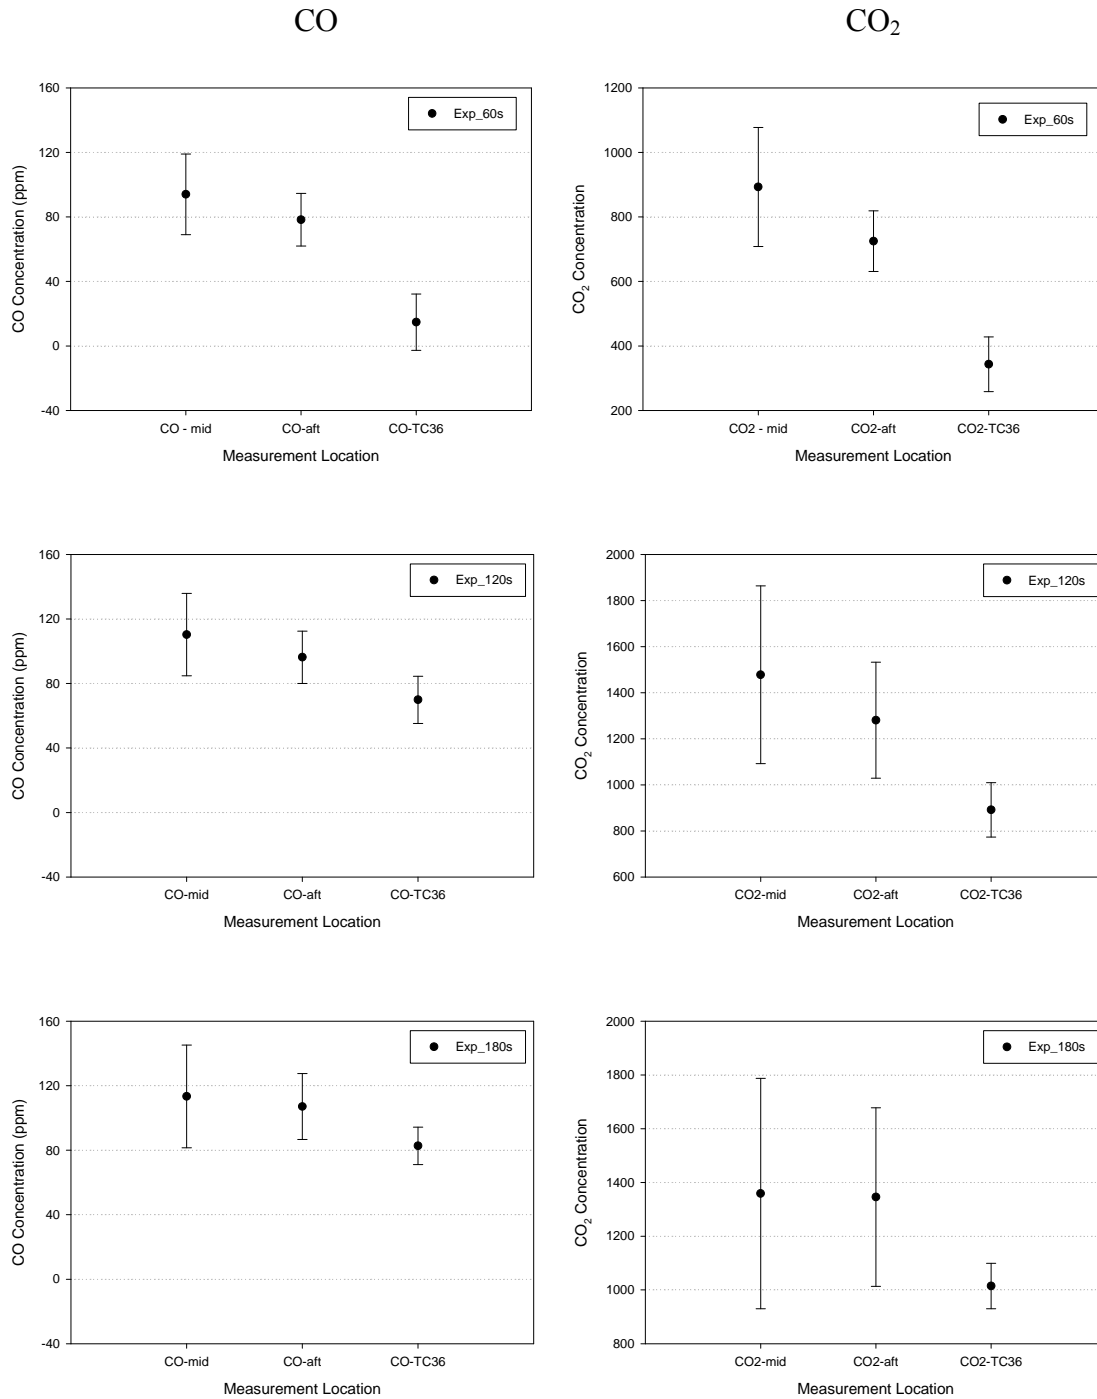 CO
CO2
160
120
80
40
0
-40
CO Concentration (ppm)
Exp_60s
CO - mid
CO-aft
CO-TC36
Measurement Location
1200
1000
800
600
400
200
CO2 Concentration
Exp_60s
CO2 - mid
CO2-aft
CO2-TC36
Measurement Location
160
120
80
40
0
-40
CO Concentration (ppm)
Exp_120s
CO-mid
CO-aft
CO-TC36
Measurement Location
2000
1800
1600
1400
1200
1000
800
600
CO2 Concentration
Exp_120s
CO2-mid
CO2-aft
CO2-TC36
Measurement Location
160
120
80
40
0
-40
CO Concentration (ppm)
Exp_180s
CO-mid
CO-aft
CO-TC36
Measurement Location
2000
1800
1600
1400
1200
1000
800
CO2 Concentration
Exp_180s
CO2-mid
CO2-aft
CO2-TC36
Measurement Location